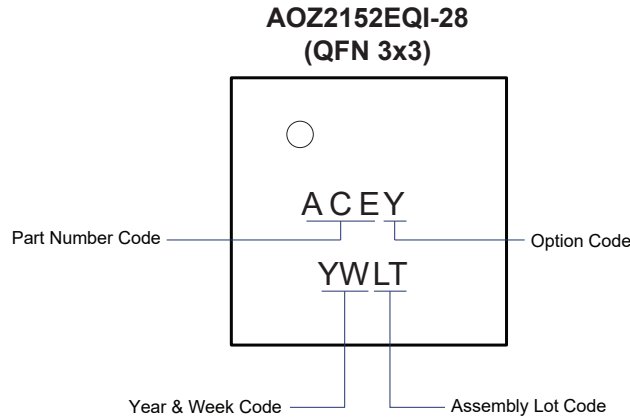 AOZ2152EQI-28
(QFN 3x3)
ACEY
Part Number Code
Option Code
YWLT
Year & Week Code
Assembly Lot Code